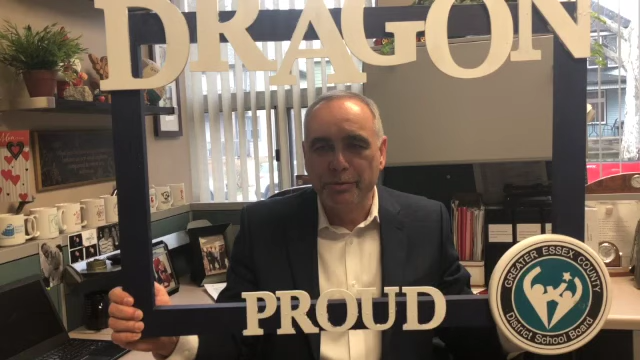 DRAGON
PROUD
GREATER ESSEX COUNTY
District School Board